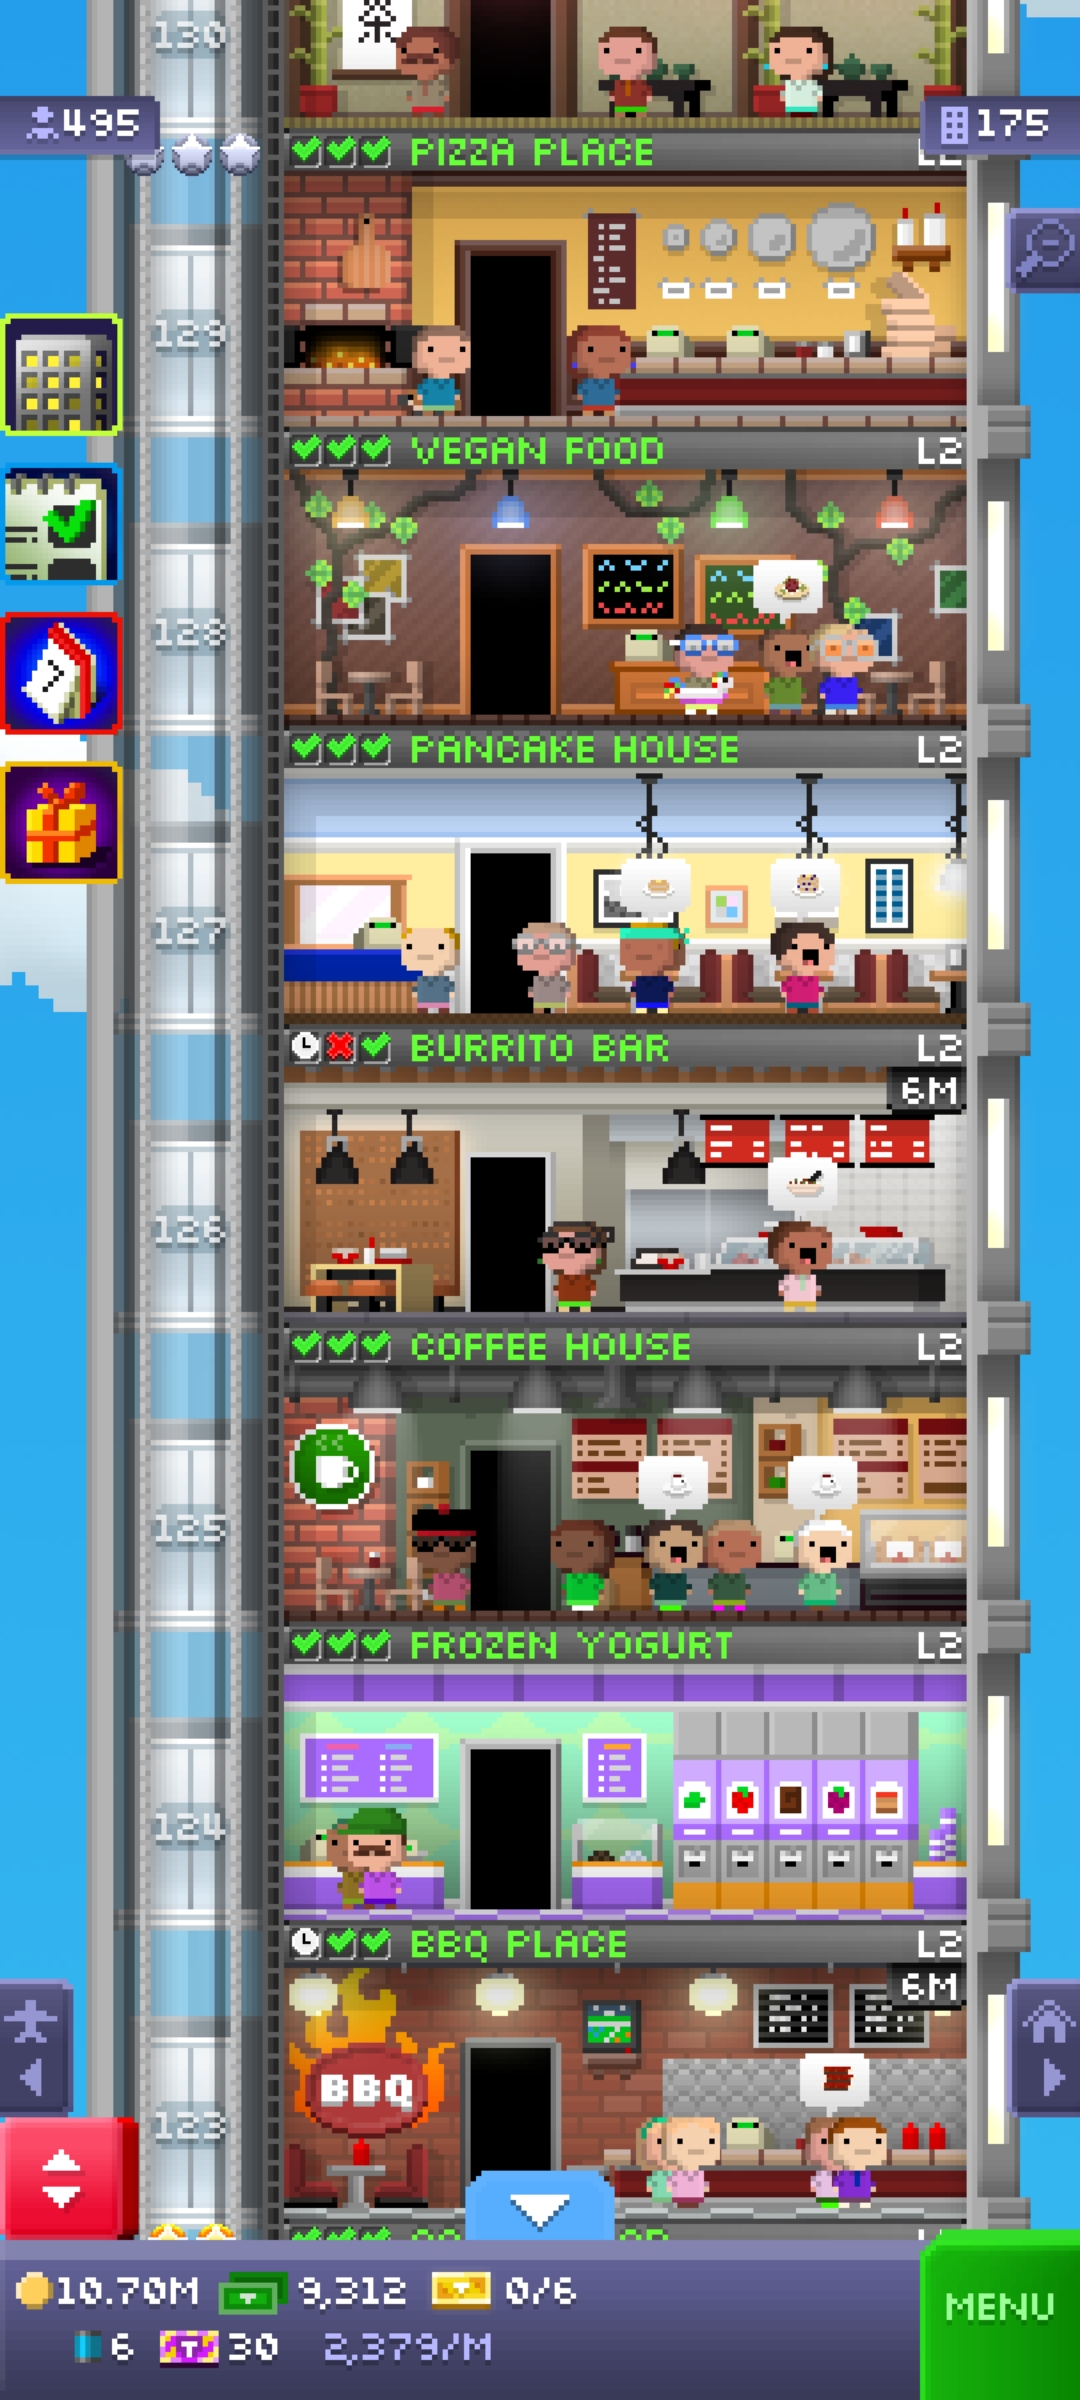 130
495
175
PIZZA PLACE
129
VEGAN FOOD L2
128
PANCAKE HOUSE L2
127
BURRITO BAR L2
6M
126
COFFEE HOUSE L2
125
FROZEN YOGURT L2
124
BBQ PLACE L2
6M
BBQ
123
10.70M 9,312 0/6
6 30 2,379/M
MENU